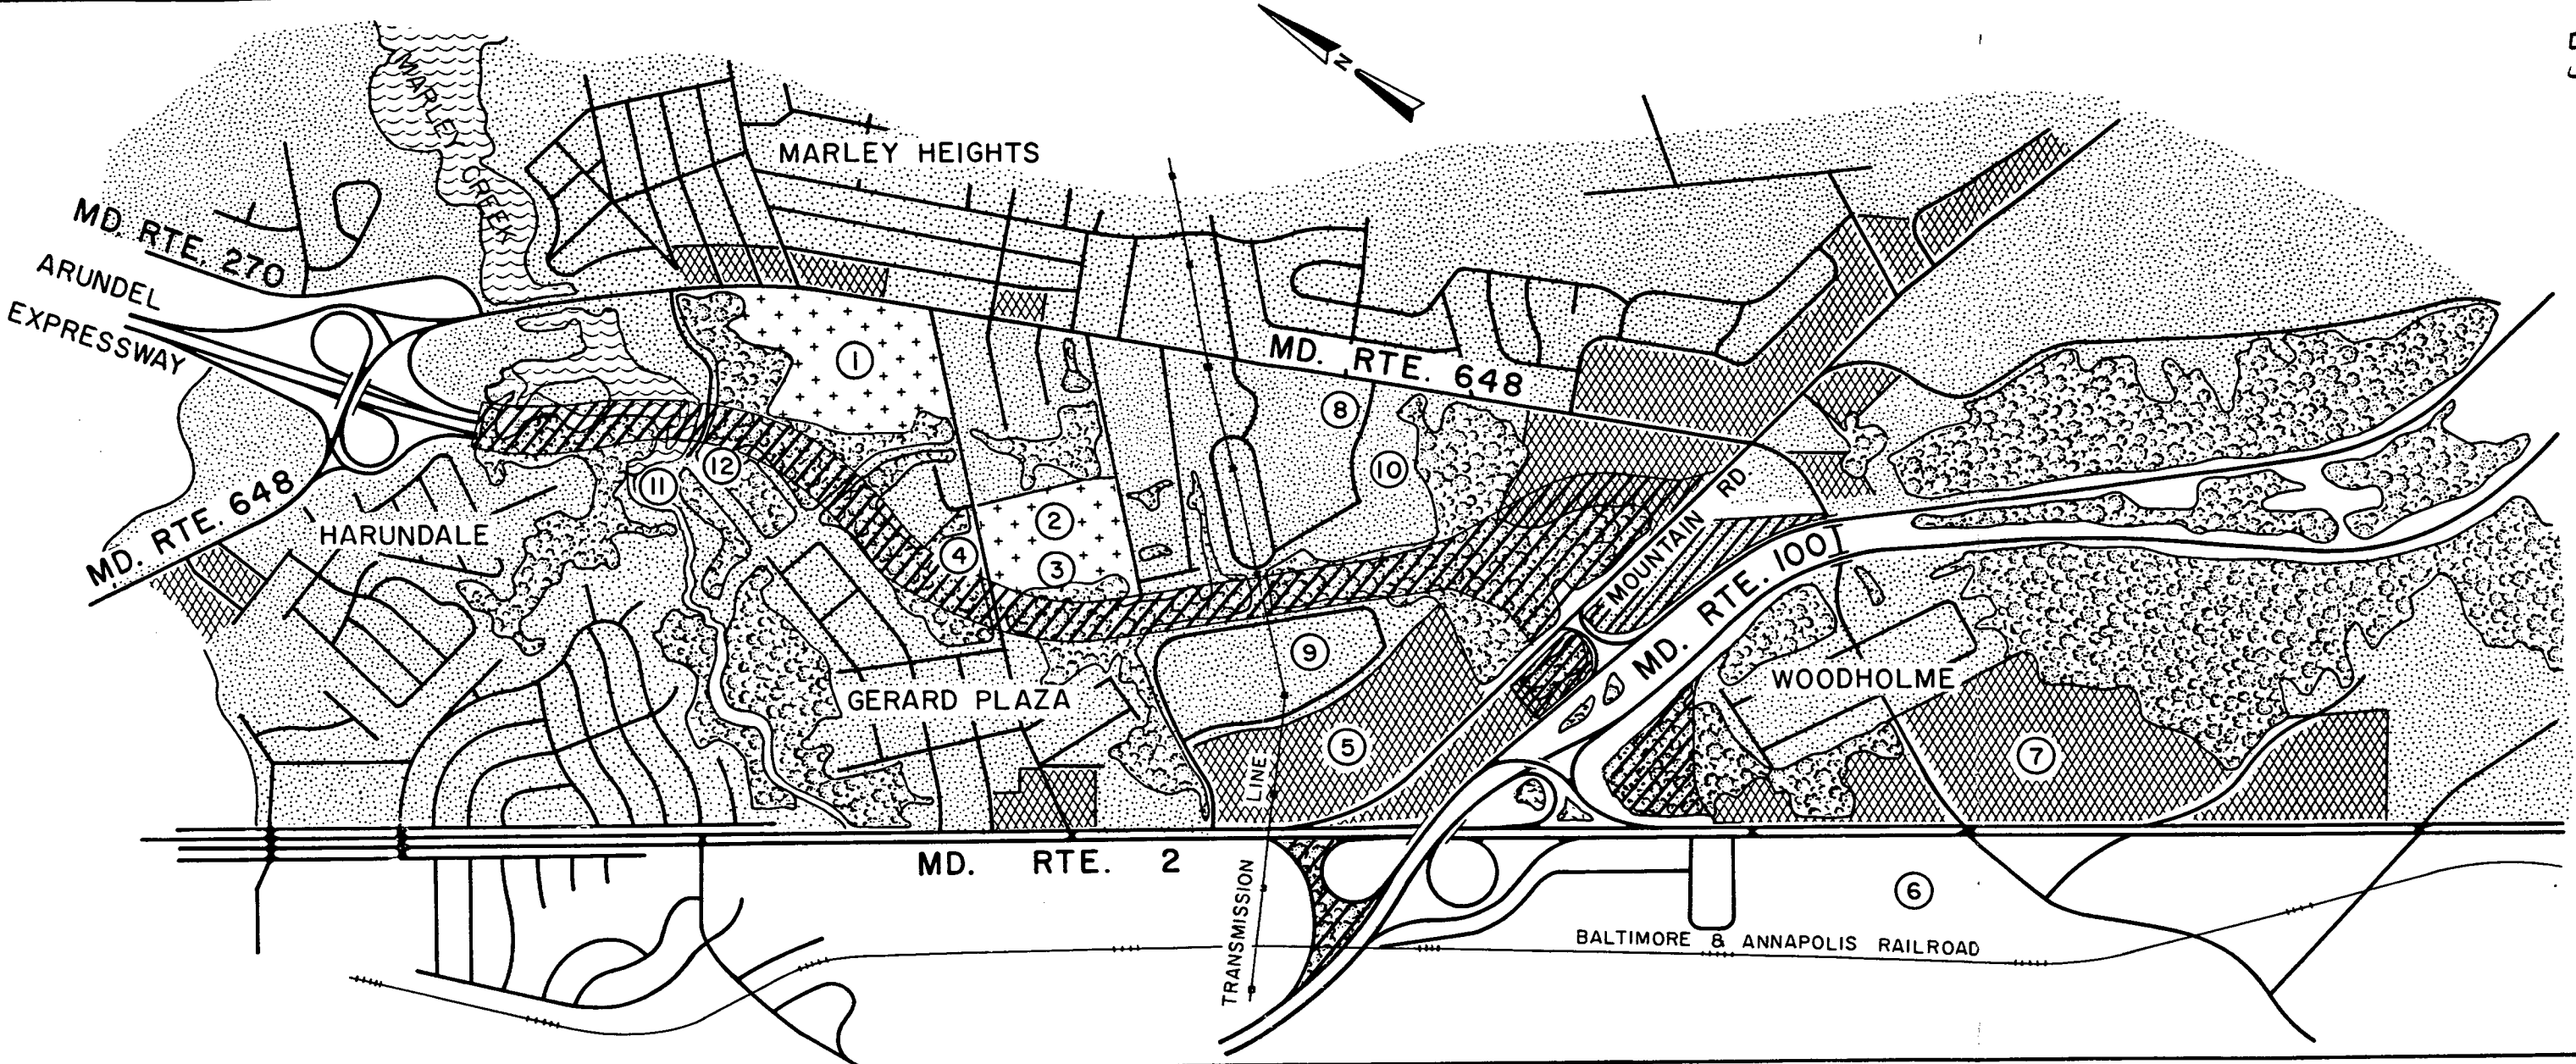 N
MARLEY CREEK
MARLEY HEIGHTS
MD. RTE. 270
ARUNDEL
EXPRESSWAY
1
MD. RTE. 648
8
10
12
11
MD. RTE. 648
HARUNDALE
2
4
3
MOUNTAIN RD
MD. RTE. 100
9
GERARD PLAZA
WOODHOLME
5
7
TRANSMISSION LINE
MD. RTE. 2
6
BALTIMORE & ANNAPOLIS RAILROAD